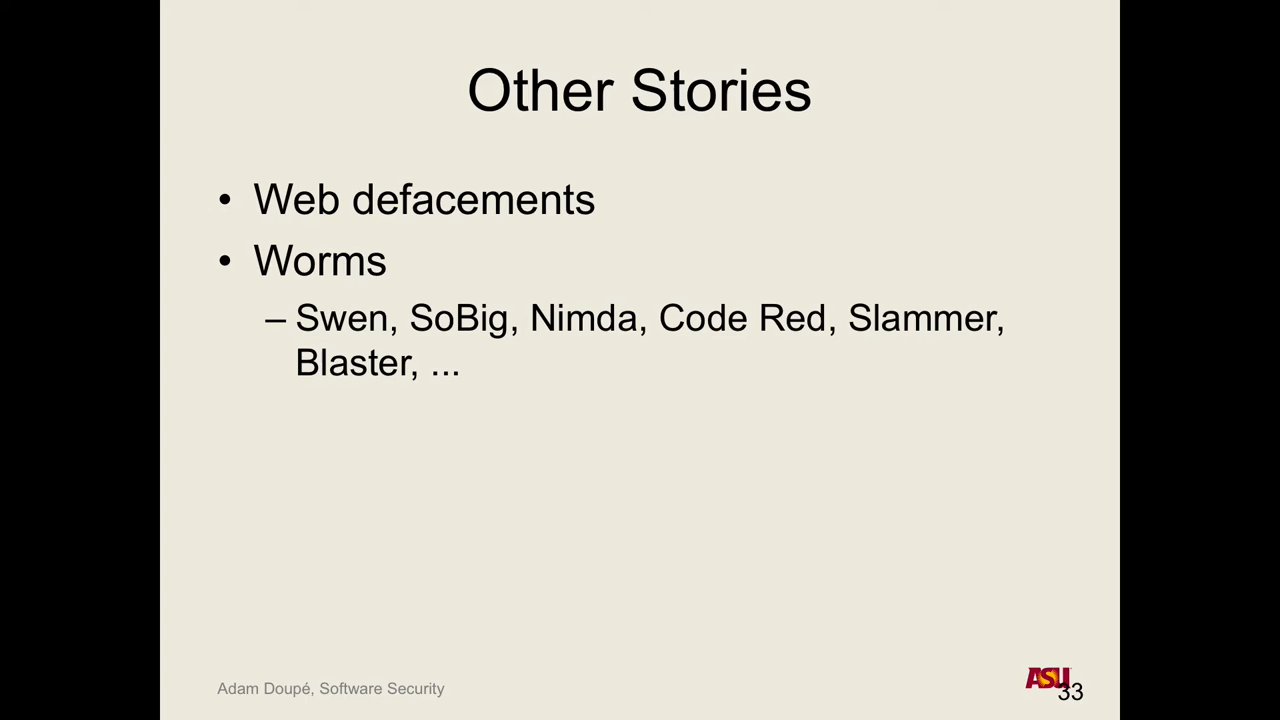 Other Stories
• Web defacements
• Worms
– Swen, SoBig, Nimda, Code Red, Slammer,
Blaster, ...
Adam Doupé, Software Security
ASU
33